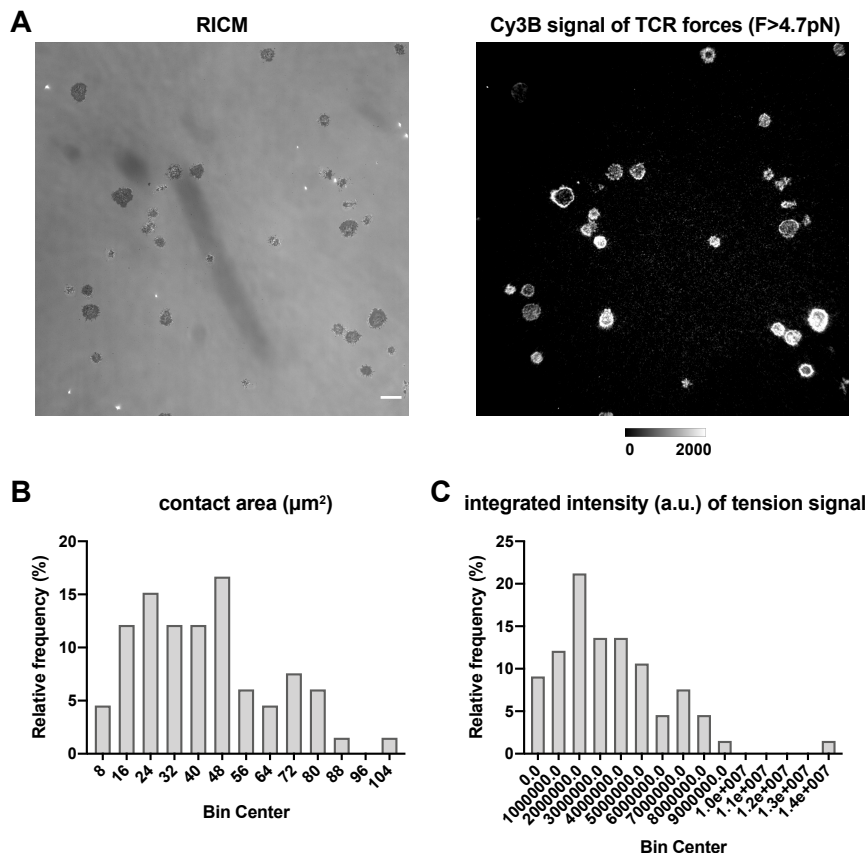 A
RICM
Cy3B signal of TCR forces (F>4.7pN)
0 2000
B
contact area (µm²)
Relative frequency (%)
20
15
10
5
0
8 16 24 32 40 48 56 64 72 80 88 96 104
Bin Center
C
integrated intensity (a.u.) of tension signal
Relative frequency (%)
25
20
15
10
5
0
0.0 1000000.0 2000000.0 3000000.0 4000000.0 5000000.0 6000000.0 7000000.0 8000000.0 9000000.0 1.0e+007 1.1e+007 1.2e+007 1.3e+007 1.4e+007
Bin Center